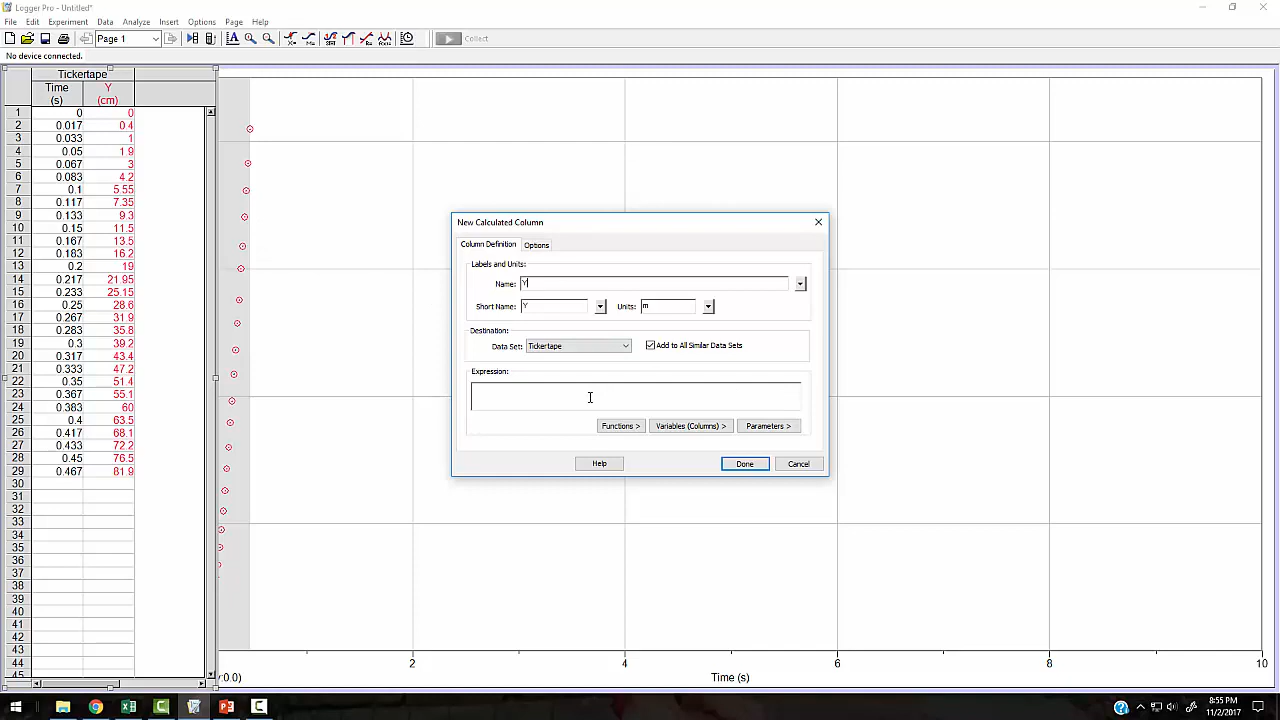 Logger Pro - Untitled*
File Edit Experiment Data Analyze Insert Options Page Help
Page 1
Collect
No device connected.
Tickertape
Time Y
(s) (cm)
1 0 0
2 0.017 0.4
3 0.033 1
4 0.05 1.9
5 0.067 3
6 0.083 4.2
7 0.1 5.55
8 0.117 7.35
9 0.133 9.3
10 0.15 11.5
11 0.167 13.5
12 0.183 16.2
13 0.2 19
14 0.217 21.95
15 0.233 25.15
16 0.25 28.6
17 0.267 31.9
18 0.283 35.8
19 0.3 39.2
20 0.317 43.4
21 0.333 47.2
22 0.35 51.4
23 0.367 55.1
24 0.383 60
25 0.4 63.5
26 0.417 68.1
27 0.433 72.2
28 0.45 76.5
29 0.467 81.9
30
31
32
33
34
35
36
37
38
39
40
41
42
43
44
45
New Calculated Column
Column Definition Options
Labels and Units:
Name: Y
Short Name: Y Units: m
Destination:
Data Set: Tickertape Add to All Similar Data Sets
Expression:
Functions > Variables (Columns) > Parameters >
Help Done Cancel
2 4 6 8 10
:0.0) Time (s)
8:55 PM
11/2/2017